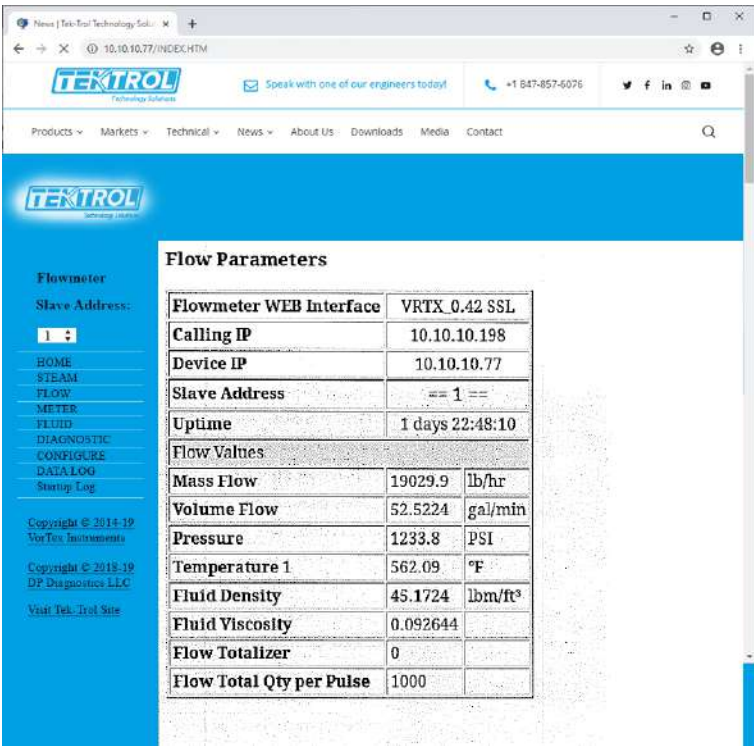 News | Tek-Trol Technology Solu
10.10.10.77/INDEX.HTM
TEKTROL
Technology Solutions
Speak with one of our engineers today!
+1 847-857-6076
Products Markets Technical News About Us Downloads Media Contact
TEKTROL
Technology Solutions
Flow Parameters
Flowmeter
Slave Address:
1
HOME
STEAM
FLOW
METER
FLUID
DIAGNOSTIC
CONFIGURE
DATA LOG
Startup Log
Copyright © 2014-19
VorTex Instruments
Copyright © 2018-19
DP Diagnostics LLC
Visit Tek-Trol Site
Flowmeter WEB Interface VRTX_0.42 SSL
Calling IP 10.10.10.198
Device IP 10.10.10.77
Slave Address == 1 ==
Uptime 1 days 22:48:10
Flow Values
Mass Flow 19029.9 lb/hr
Volume Flow 52.5224 gal/min
Pressure 1233.8 PSI
Temperature 1 562.09 °F
Fluid Density 45.1724 lbm/ft³
Fluid Viscosity 0.092644
Flow Totalizer 0
Flow Total Qty per Pulse 1000